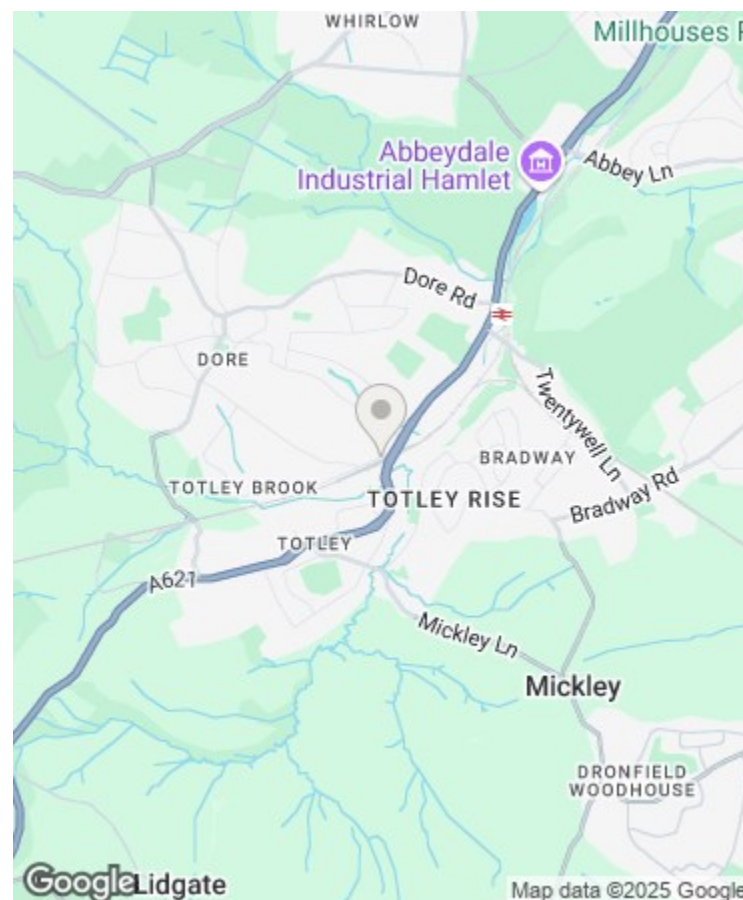 WHIRLOW
Millhouses P
Abbeydale
Industrial Hamlet
Abbey Ln
Dore Rd
DORE
Twentywell Ln
BRADWAY
TOTLEY BROOK
TOTLEY RISE
Bradway Rd
TOTLEY
A621
Mickley Ln
Mickley
DRONFIELD
WOODHOUSE
Google
Lidgate
Map data ©2025 Google